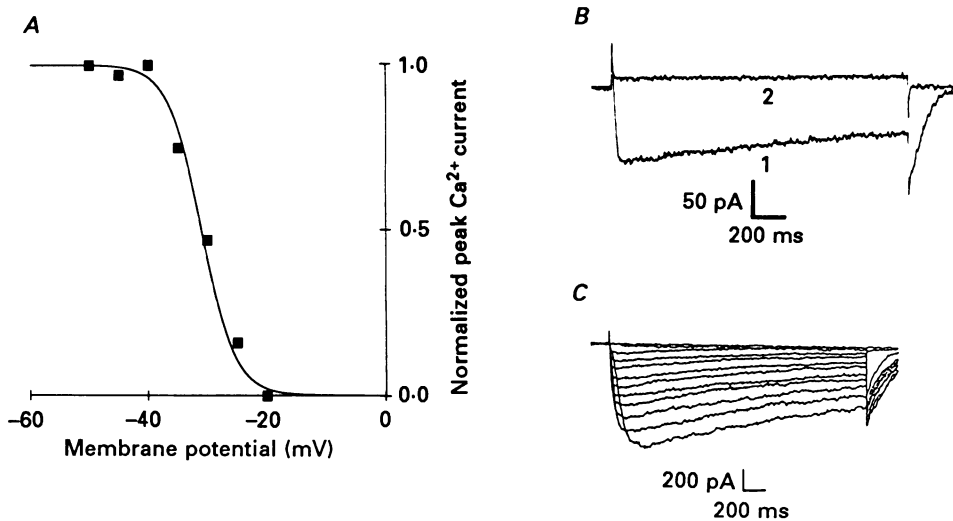 A
1.0
0.5
0.0
Normalized peak Ca²⁺ current
−60
−40
−20
0
Membrane potential (mV)
B
2
1
50 pA
200 ms
C
200 pA
200 ms